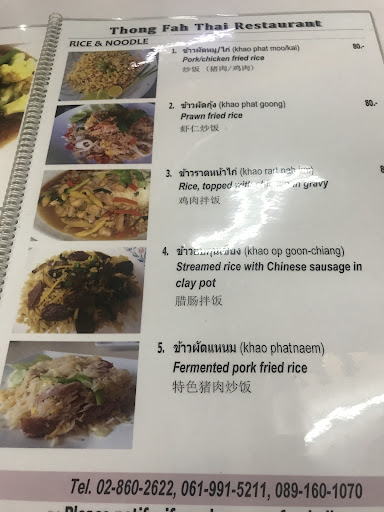 Thong Fah Thai Restaurant
RICE & NOODLE
1. ข้าวผัดหมู/ไก่ (khao phat moo/kai) 80.-
Pork/chicken fried rice
炒饭（猪肉/鸡肉）
2. ข้าวผัดกุ้ง (khao phat goong) 80.-
Prawn fried rice
虾仁炒饭
3. ข้าวราดหน้าไก่ (khao rart nah
Rice, topped in gravy
鸡肉拌饭
4. (khao op goon-chiang)
Streamed rice with Chinese sausage in
clay pot
腊肠拌饭
5. ข้าวผัดแหนม (khao phatnaem)
Fermented pork fried rice
特色猪肉炒饭
Tel. 02-860-2622, 061-991-5211, 089-160-1070